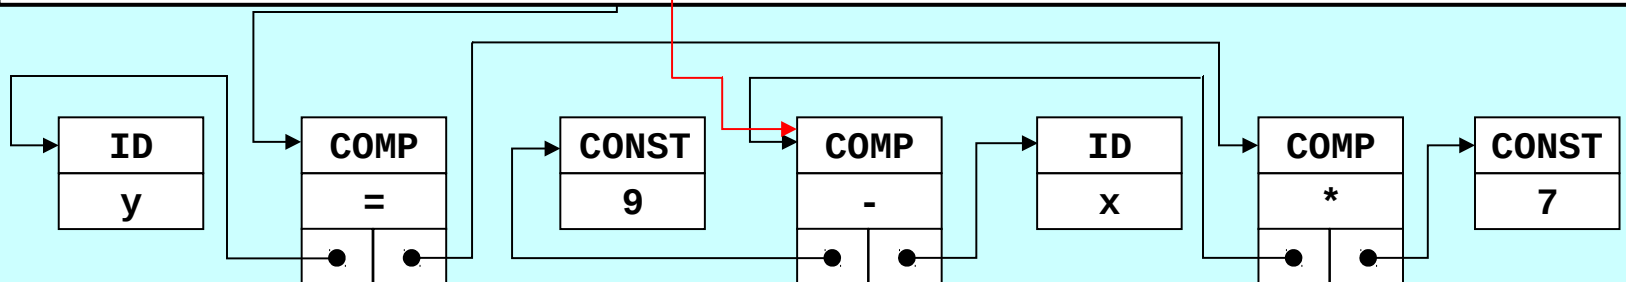 ID COMP CONST COMP ID COMP CONST
y = 9 - x * 7